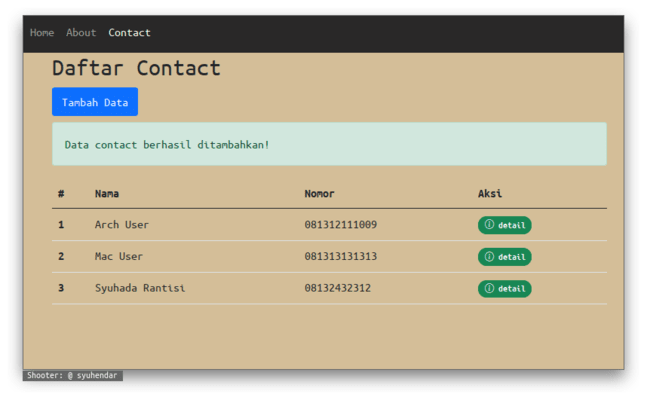 Home About Contact
Daftar Contact
Tambah Data
Data contact berhasil ditambahkan!
# Nama Nomor Aksi
1 Arch User 081312111009 detail
2 Mac User 081313131313 detail
3 Syuhada Rantisi 08132432312 detail
Shooter: @ syuhendar